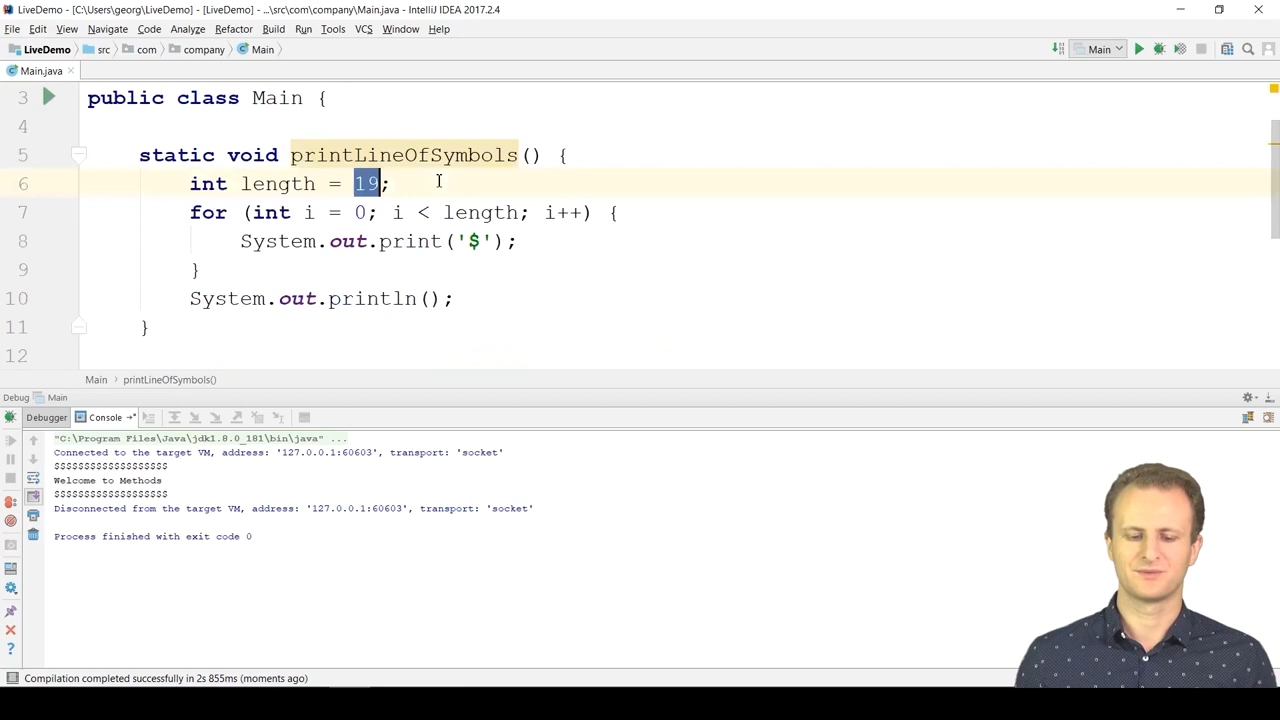 LiveDemo - [C:\Users\georg\LiveDemo] - [LiveDemo] - ...\src\com\company\Main.java - IntelliJ IDEA 2017.2.4
File Edit View Navigate Code Analyze Refactor Build Run Tools VCS Window Help
LiveDemo src com company Main Main
Main.java
3 public class Main {
4
5 static void printLineOfSymbols() {
6 int length = 19;
7 for (int i = 0; i < length; i++) {
8 System.out.print('$');
9 }
10 System.out.println();
11 }
12
Main printLineOfSymbols()
Debug Main
Debugger Console
"C:\Program Files\Java\jdk1.8.0_181\bin\java" ...
Connected to the target VM, address: '127.0.0.1:60603', transport: 'socket'
$$$$$$$$$$$$$$$$$$$
Welcome to Methods
$$$$$$$$$$$$$$$$$$$
Disconnected from the target VM, address: '127.0.0.1:60603', transport: 'socket'
Process finished with exit code 0
Compilation completed successfully in 2s 855ms (moments ago)